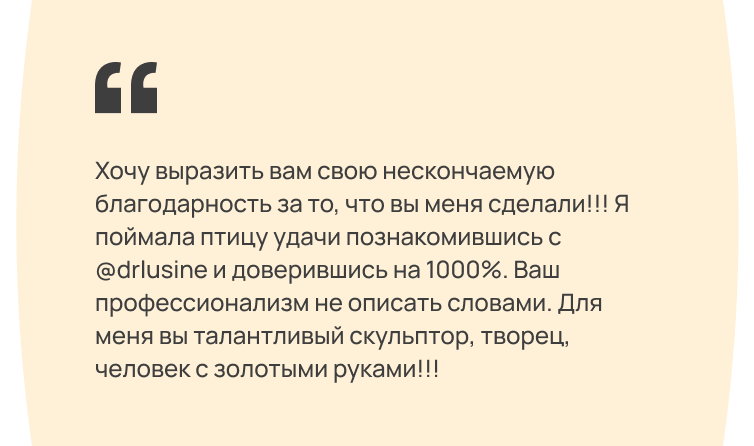 Хочу выразить вам свою нескончаемую
благодарность за то, что вы меня сделали!!! Я
поймала птицу удачи познакомившись с
@drlusine и доверившись на 1000%. Ваш
профессионализм не описать словами. Для
меня вы талантливый скульптор, творец,
человек с золотыми руками!!!